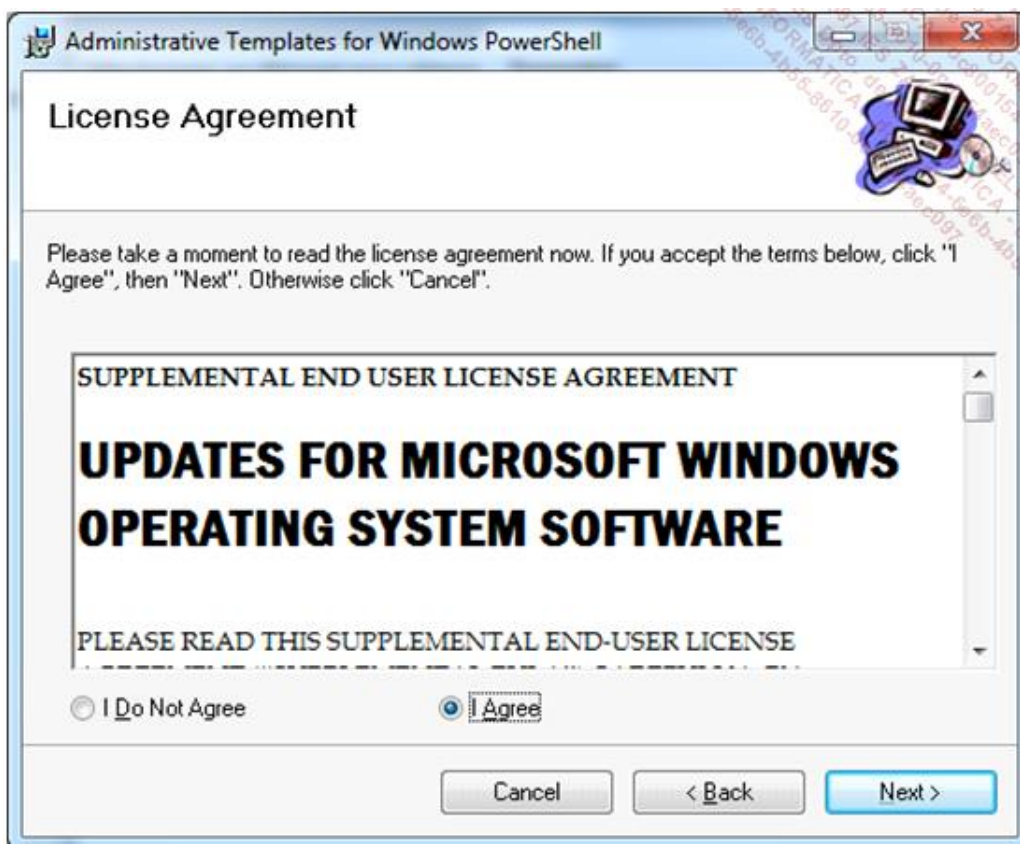 Administrative Templates for Windows PowerShell
License Agreement
Please take a moment to read the license agreement now. If you accept the terms below, click "I
Agree", then "Next". Otherwise click "Cancel".
SUPPLEMENTAL END USER LICENSE AGREEMENT
UPDATES FOR MICROSOFT WINDOWS
OPERATING SYSTEM SOFTWARE
PLEASE READ THIS SUPPLEMENTAL END-USER LICENSE
I Do Not Agree
I Agree
Cancel
< Back
Next >